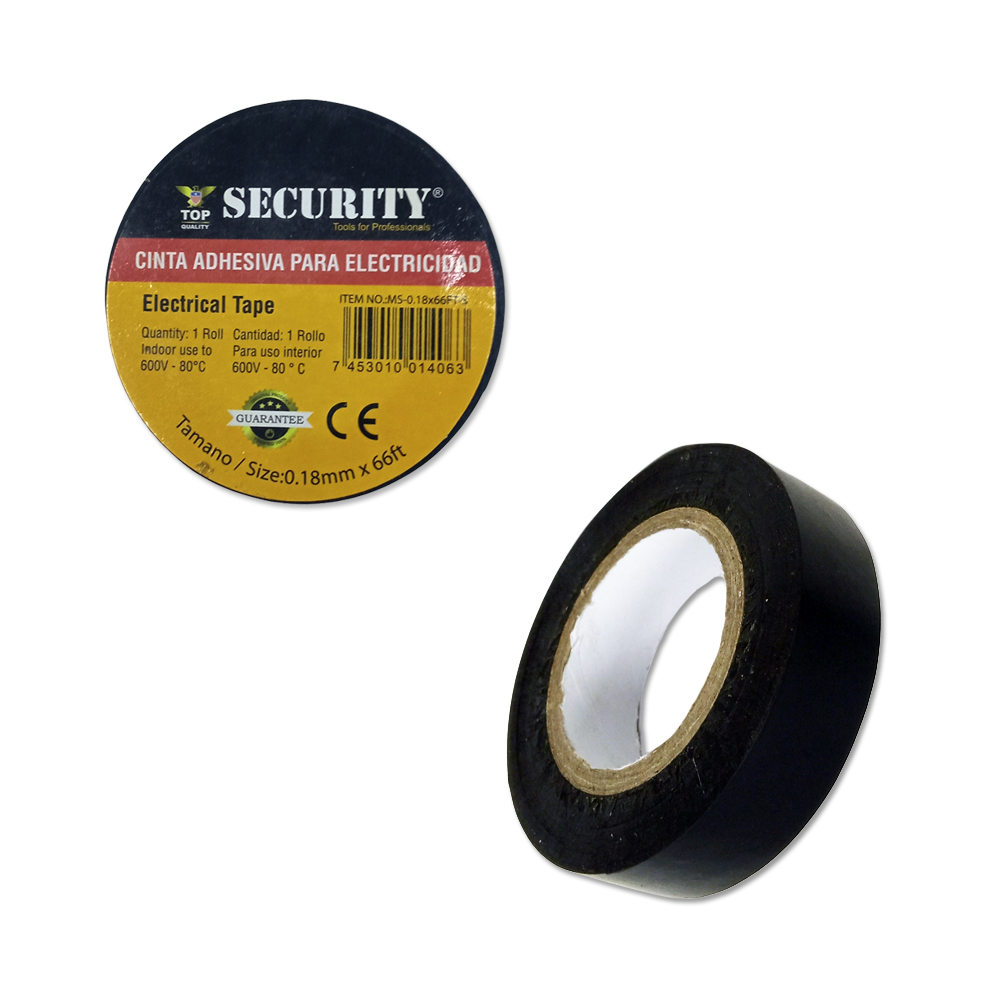 TOP
QUALITY
SECURITY®
Tools for Professionals
CINTA ADHESIVA PARA ELECTRICIDAD
Electrical Tape
Quantity: 1 Roll
Indoor use to
600V - 80°C
Cantidad: 1 Rollo
Para uso interior
600V - 80 ° C
ITEM NO.:MS-0.18x66FT-S
7 453010 014063
GUARANTEE
CE
Tamano / Size:0.18mm x 66ft